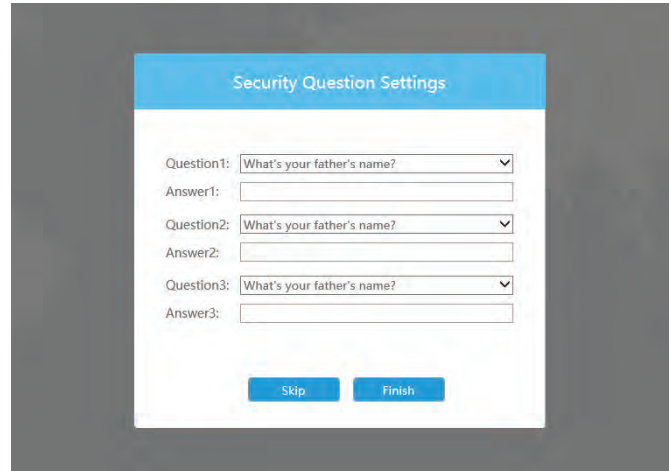 Security Question Settings
Question1: What's your father's name?
Answer1:
Question2: What's your father's name?
Answer2:
Question3: What's your father's name?
Answer3:
Skip Finish